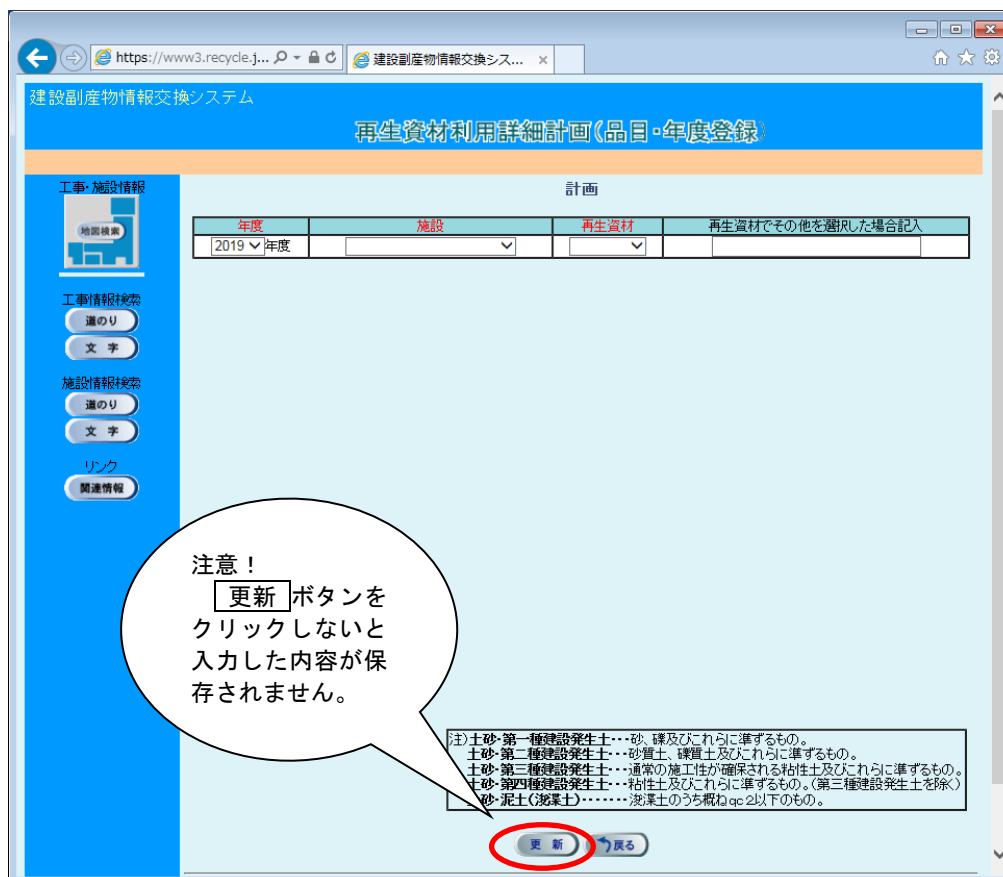 https://www3.recycle.j...
建設副産物情報交換シス...
建設副産物情報交換システム
再生資材利用詳細計画(品目・年度登録)
工事・施設情報
地図検索
工事情報検索
道のり
文字
施設情報検索
道のり
文字
リンク
関連情報
計画
年度 施設 再生資材 再生資材でその他を選択した場合記入
2019 年度
注意!
更新 ボタンを
クリックしないと
入力した内容が保
存されません。
注)土砂・第一種建設発生土・・・砂、礫及びこれらに準ずるもの。
土砂・第二種建設発生土・・・砂質土、礫質土及びこれらに準ずるもの。
土砂・第三種建設発生土・・・通常の施工性が確保される粘性土及びこれらに準ずるもの。
土砂・第四種建設発生土・・・粘性土及びこれらに準ずるもの。(第三種建設発生土を除く)
砂・泥土(浚渫土)・・・・・・・浚渫土のうち概ねqc2以下のもの。
更新 戻る